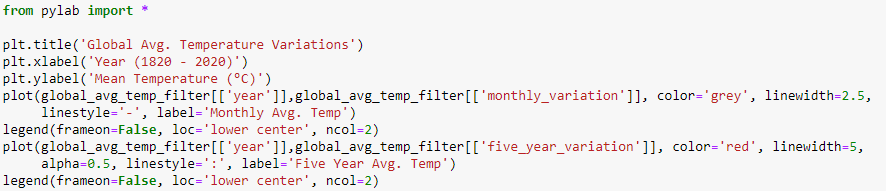 from pylab import *
plt.title('Global Avg. Temperature Variations')
plt.xlabel('Year (1820 - 2020)')
plt.ylabel('Mean Temperature (°C)')
plot(global_avg_temp_filter[['year']],global_avg_temp_filter[['monthly_variation']], color='grey', linewidth=2.5,
linestyle='-', label='Monthly Avg. Temp')
legend(frameon=False, loc='lower center', ncol=2)
plot(global_avg_temp_filter[['year']],global_avg_temp_filter[['five_year_variation']], color='red', linewidth=5,
alpha=0.5, linestyle=':', label='Five Year Avg. Temp')
legend(frameon=False, loc='lower center', ncol=2)